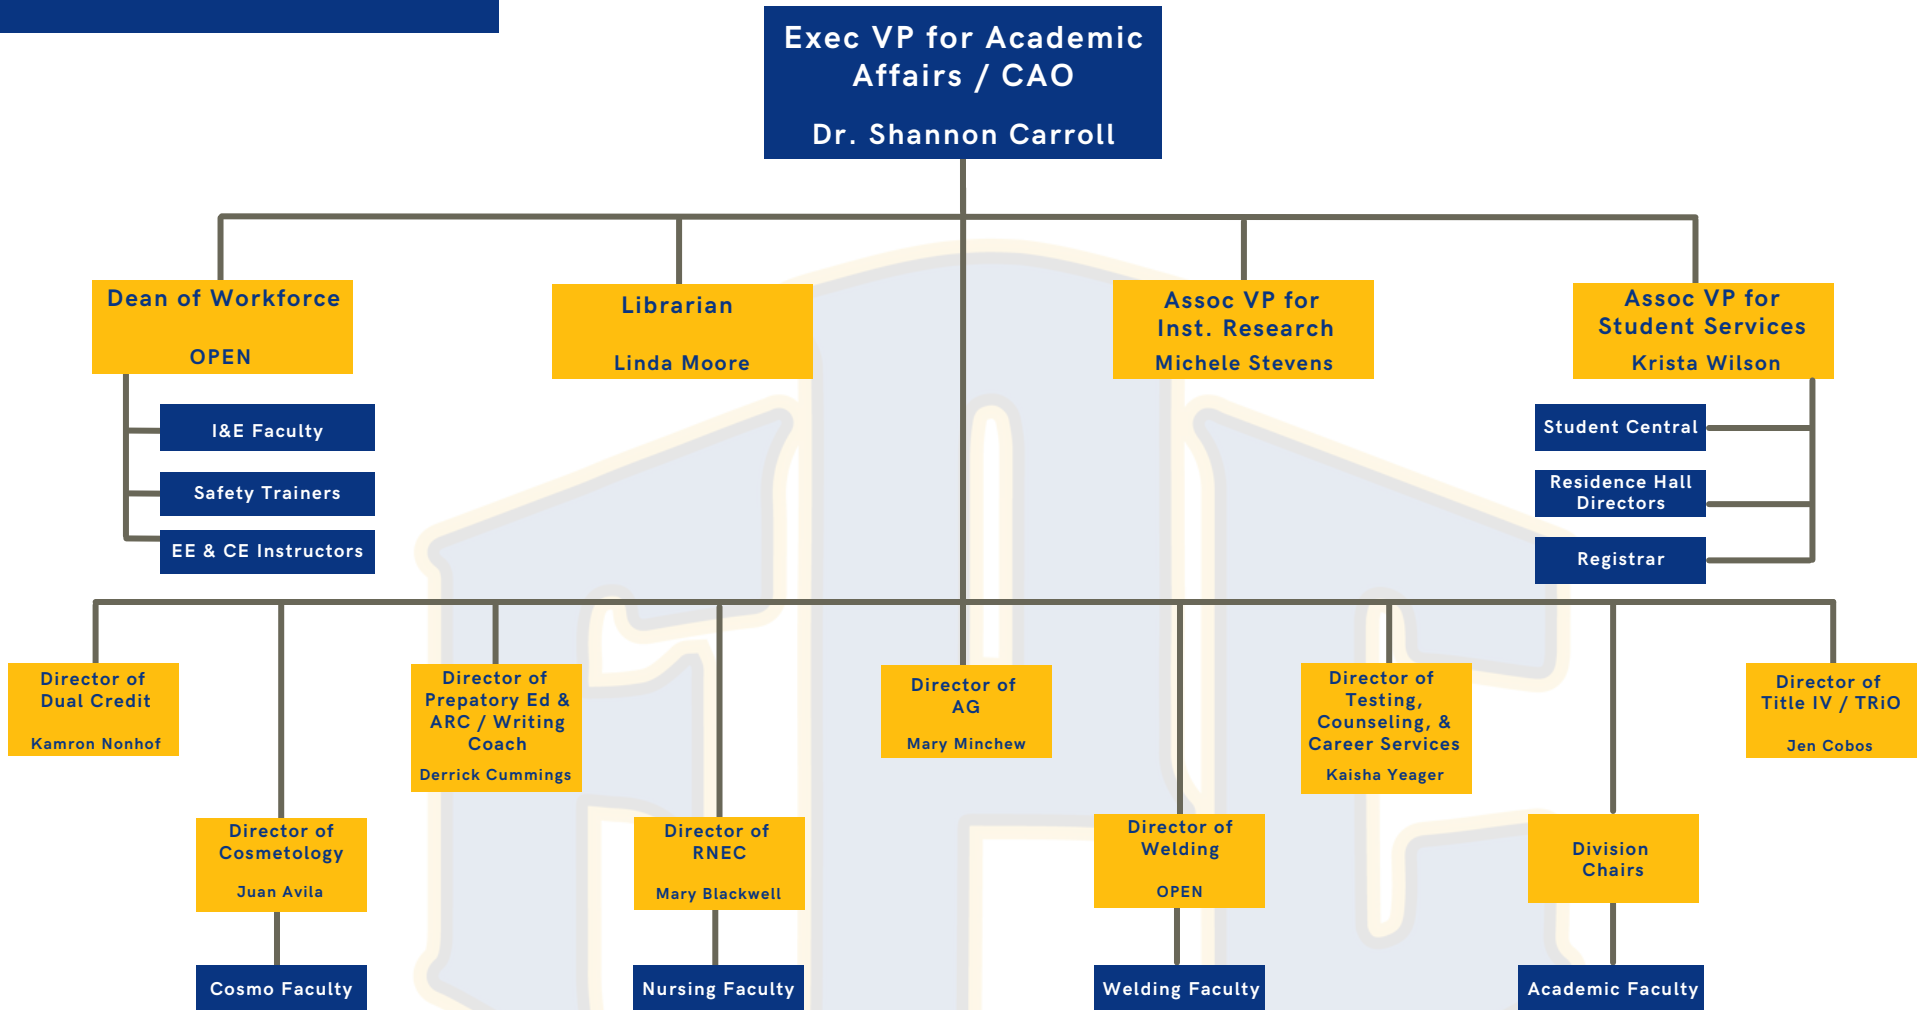 Exec VP for Academic
Affairs / CAO
Dr. Shannon Carroll
Dean of Workforce
OPEN
Librarian
Linda Moore
Assoc VP for
Inst. Research
Michele Stevens
Assoc VP for
Student Services
Krista Wilson
I&E Faculty
Safety Trainers
EE & CE Instructors
Student Central
Residence Hall
Directors
Registrar
Director of
Dual Credit
Kamron Nonhof
Director of
Prepatory Ed &
ARC / Writing
Coach
Derrick Cummings
Director of
AG
Mary Minchew
Director of
Testing,
Counseling, &
Career Services
Kaisha Yeager
Director of
Title IV / TRiO
Jen Cobos
Director of
Cosmetology
Juan Avila
Director of
RNEC
Mary Blackwell
Director of
Welding
OPEN
Division
Chairs
Cosmo Faculty
Nursing Faculty
Welding Faculty
Academic Faculty